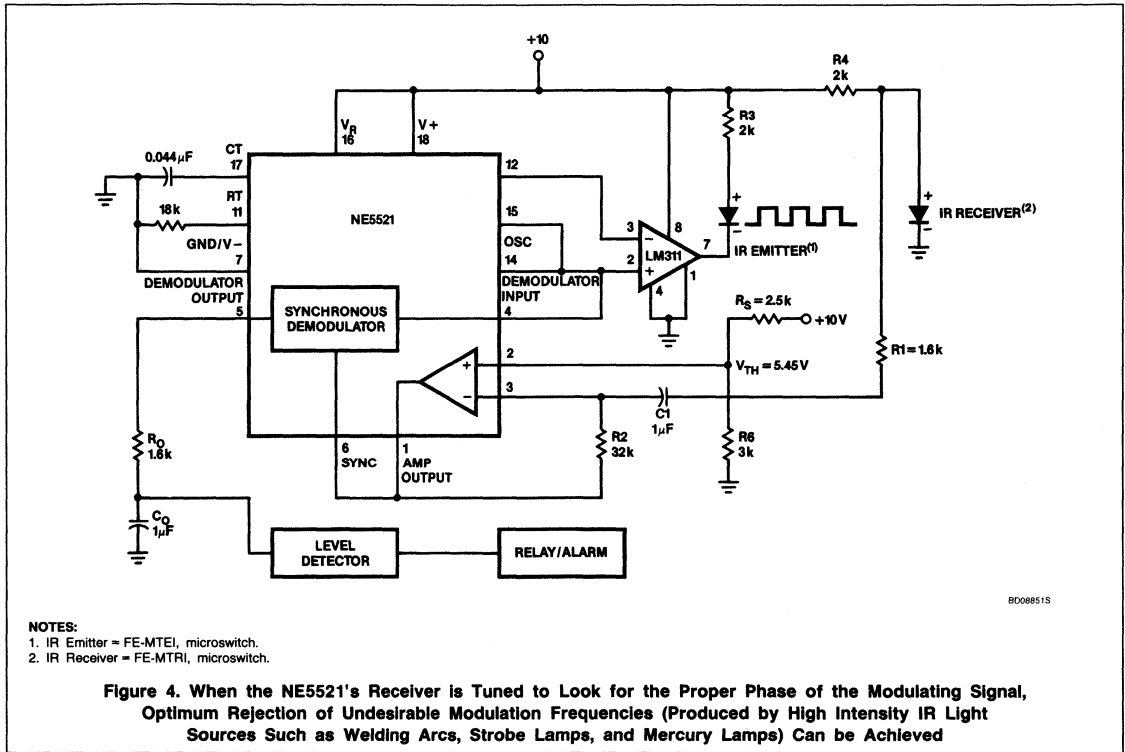 +10
R4
2k
VR
16
V+
18
R3
2k
0.044μF
CT
17
12
RT
11
18k
NE5521
15
OSC
14
GND/V−
7
DEMODULATOR
OUTPUT
5
DEMODULATOR
INPUT
4
3
−
8
LM311
7
2
+
4
1
+
−
IR EMITTER(1)
+
−
IR RECEIVER(2)
SYNCHRONOUS
DEMODULATOR
RS = 2.5k
+10V
2
+
VTH = 5.45V
R1 = 1.6k
3
−
C1
1μF
RO
1.6k
6
SYNC
1
AMP
OUTPUT
R2
32k
R6
3k
CO
1μF
LEVEL
DETECTOR
RELAY/ALARM
BD08851S
NOTES:
1. IR Emitter = FE-MTEI, microswitch.
2. IR Receiver = FE-MTRI, microswitch.
Figure 4. When the NE5521's Receiver is Tuned to Look for the Proper Phase of the Modulating Signal,
Optimum Rejection of Undesirable Modulation Frequencies (Produced by High Intensity IR Light
Sources Such as Welding Arcs, Strobe Lamps, and Mercury Lamps) Can be Achieved